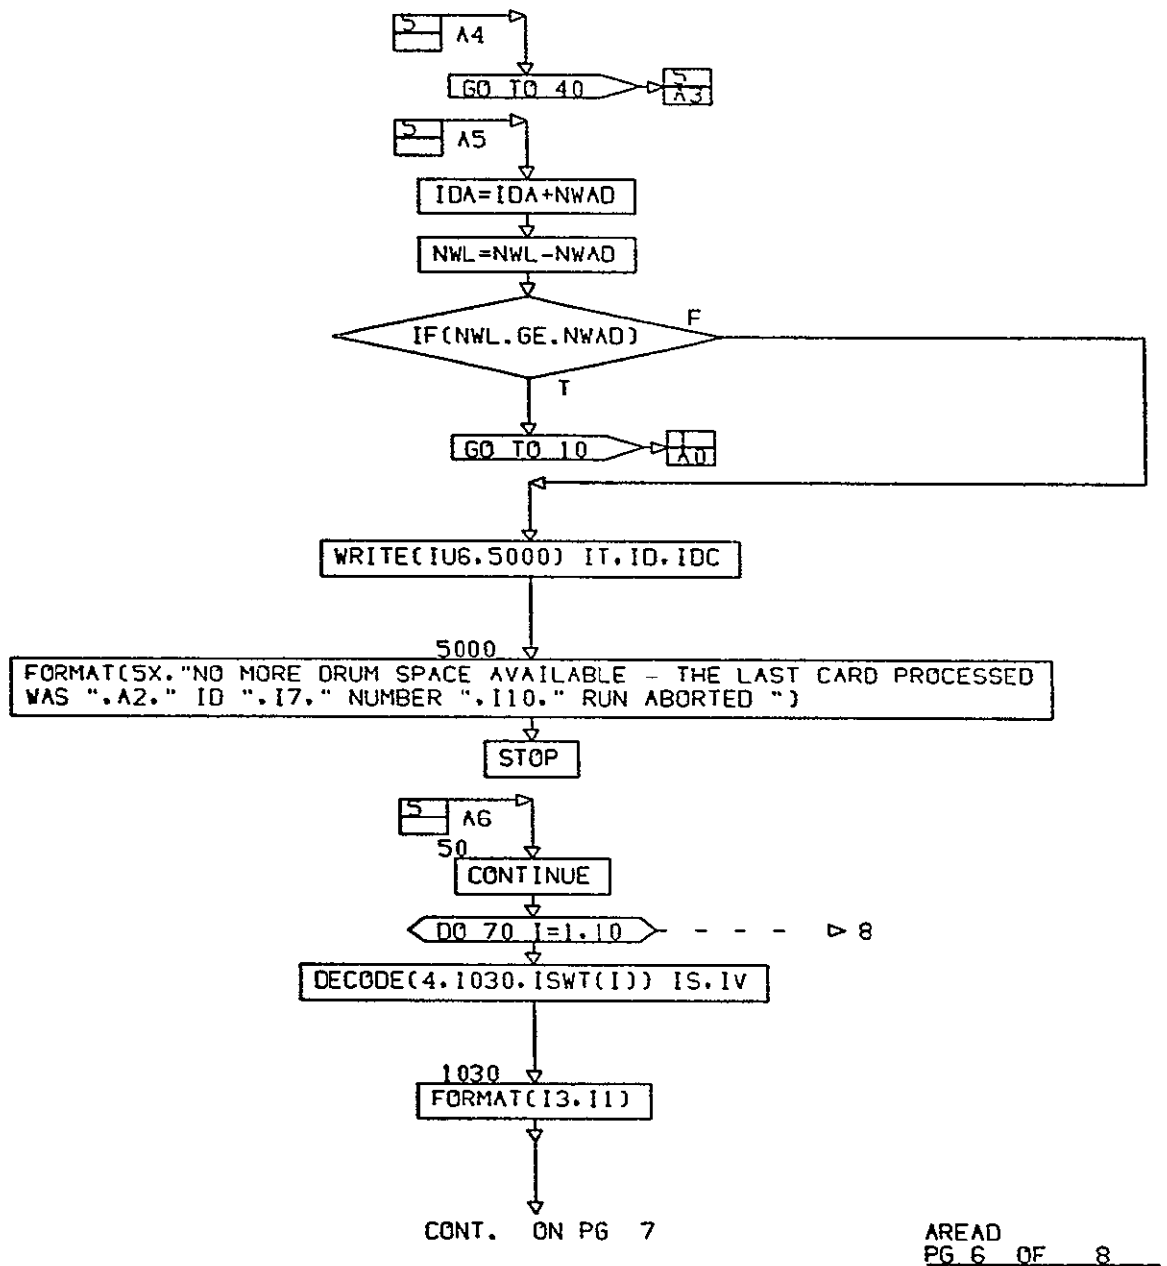 5
A4
GO TO 40
5
A3
5
A5
IDA=IDA+NWAD
NWL=NWL-NWAD
IF(NWL.GE.NWAD)
F
T
GO TO 10
1
A0
WRITE(IU6.5000) IT.ID.IDC
5000
FORMAT(5X."NO MORE DRUM SPACE AVAILABLE - THE LAST CARD PROCESSED
WAS ".A2." ID ".I7." NUMBER ".I10." RUN ABORTED ")
STOP
5
A6
50
CONTINUE
DO 70 I=1.10
8
DECODE(4.1030.ISWT(I)) IS.IV
1030
FORMAT(I3.I1)
CONT. ON PG 7
AREAD
PG 6 OF 8